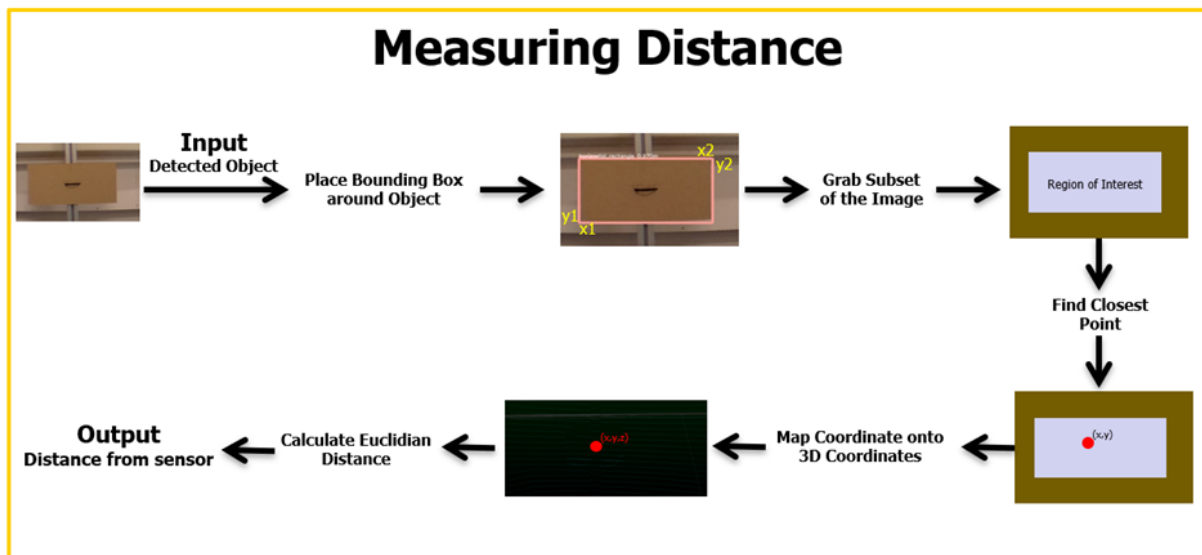 Measuring Distance
Input
Detected Object
Place Bounding Box
around Object
x2
y2
y1
x1
Grab Subset
of the Image
Region of Interest
Find Closest
Point
(x,y)
Map Coordinate onto
3D Coordinates
(x,y,z)
Calculate Euclidian
Distance
Output
Distance from sensor